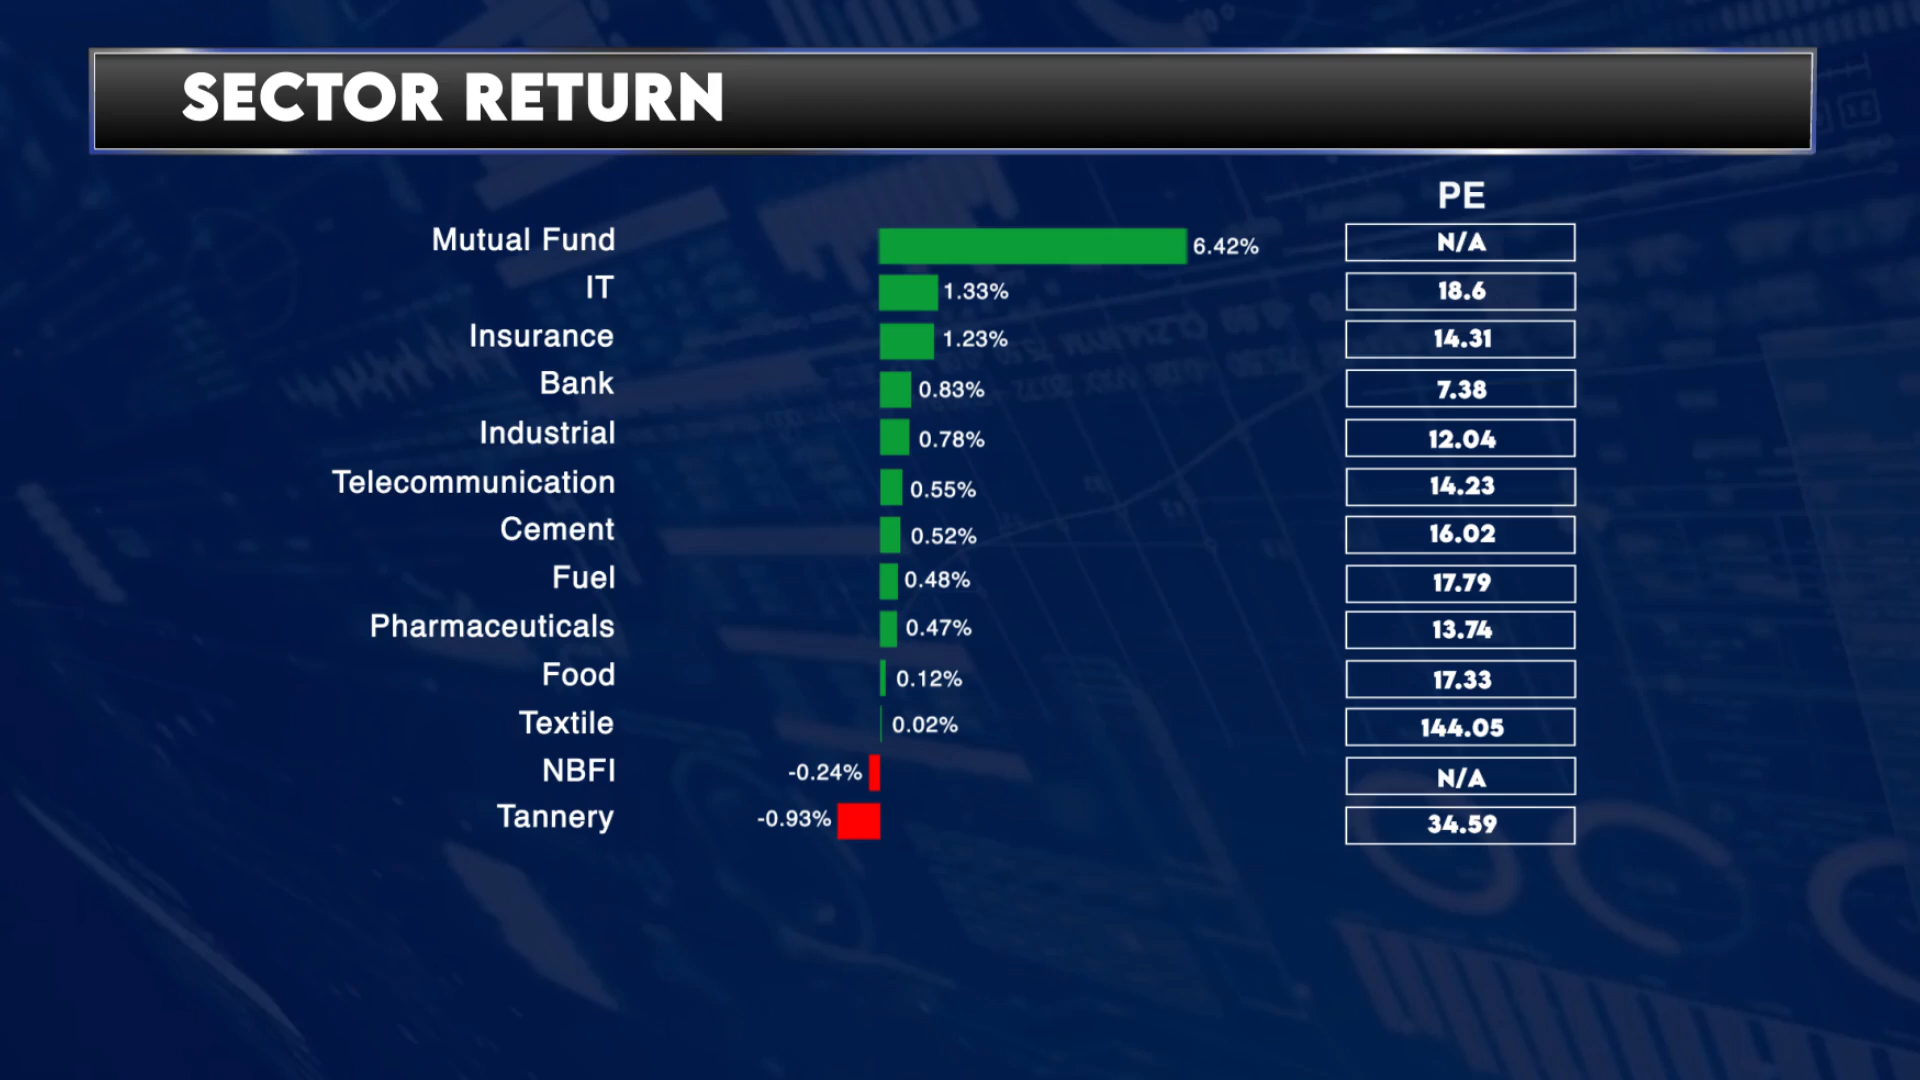 SECTOR RETURN
PE
Mutual Fund 6.42% N/A
IT 1.33% 18.6
Insurance 1.23% 14.31
Bank 0.83% 7.38
Industrial 0.78% 12.04
Telecommunication 0.55% 14.23
Cement 0.52% 16.02
Fuel 0.48% 17.79
Pharmaceuticals 0.47% 13.74
Food 0.12% 17.33
Textile 0.02% 144.05
NBFI -0.24% N/A
Tannery -0.93% 34.59